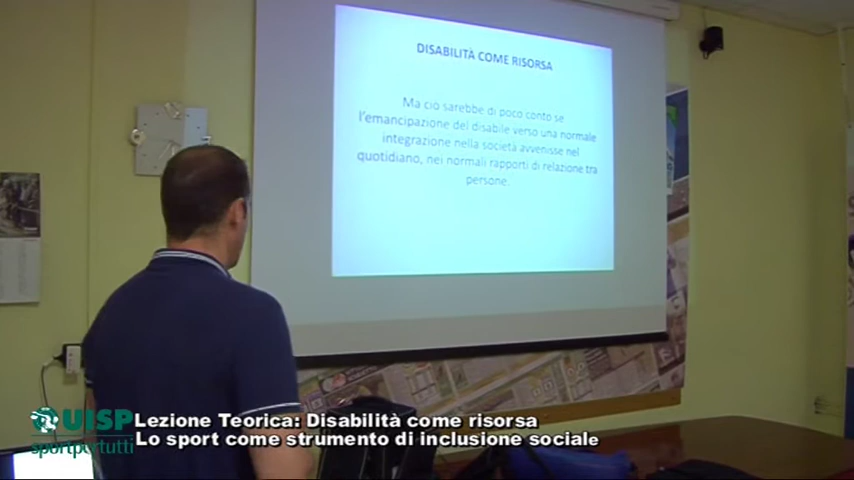 DISABILITÀ COME RISORSA
Ma cio sarebbe di poco conto se
l'emancipazione del disabile verso una normale
integrazione nella società avvenisse nel
quotidiano, nei normali rapporti di relazione tra
persone.
UISP
sportpertutti
Lezione Teorica: Disabilità come risorsa
Lo sport come strumento di inclusione sociale